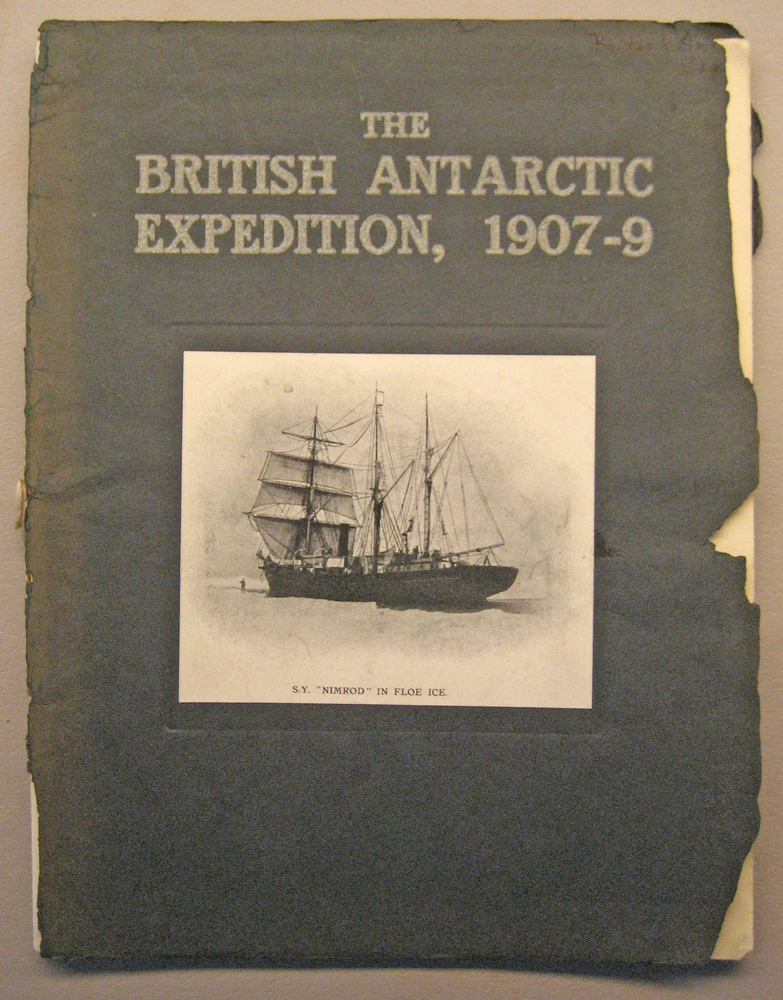 THE
BRITISH ANTARCTIC
EXPEDITION, 1907-9
S.Y. "NIMROD" IN FLOE ICE.